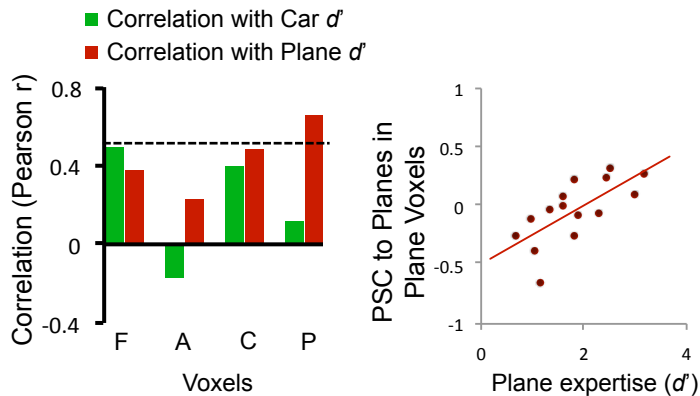 Correlation with Car d'
Correlation with Plane d'
Correlation (Pearson r)
0.8
0.4
0
-0.4
F A C P
Voxels
PSC to Planes in
Plane Voxels
1
0.5
0
-0.5
-1
0 2 4
Plane expertise (d')